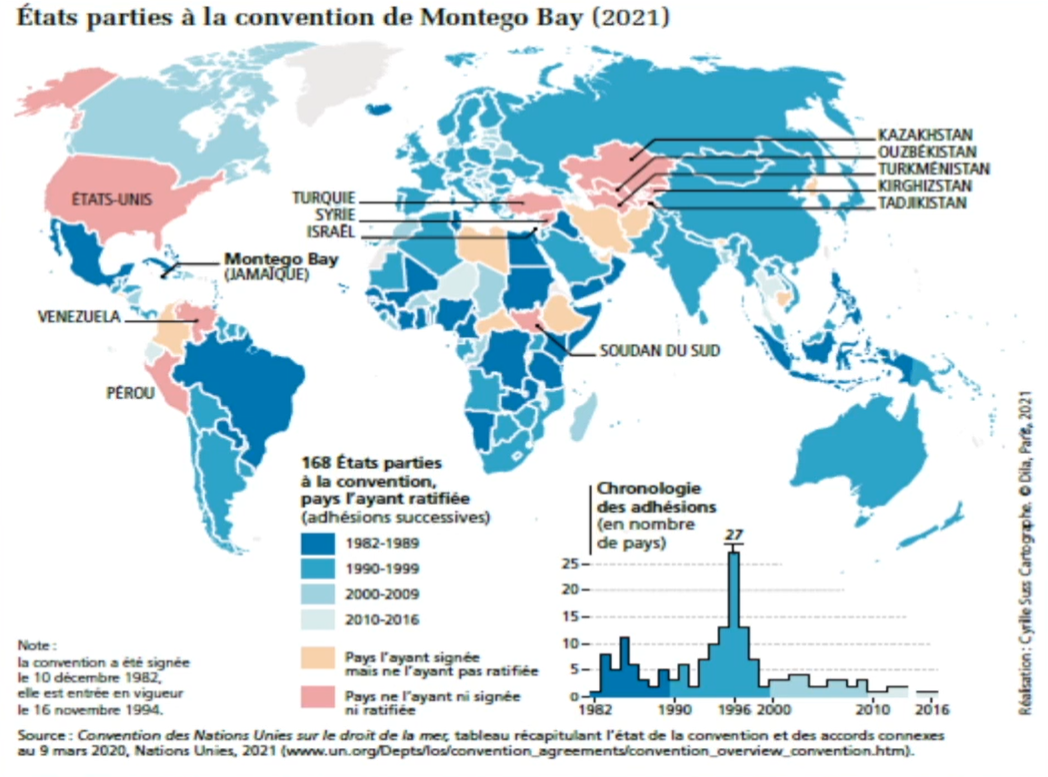 États parties à la convention de Montego Bay (2021)
KAZAKHSTAN
OUZBÉKISTAN
TURKMÉNISTAN
KIRGHIZSTAN
TADJIKISTAN
ÉTATS-UNIS
TURQUIE
SYRIE
ISRAËL
Montego Bay
(JAMAÏQUE)
VENEZUELA
SOUDAN DU SUD
PÉROU
168 États parties
à la convention,
pays l'ayant ratifiée
(adhésions successives)
1982-1989
1990-1999
2000-2009
2010-2016
Pays l'ayant signée
mais ne l'ayant pas ratifiée
Pays ne l'ayant ni signée
ni ratifiée
Chronologie
des adhésions
(en nombre
de pays)
27
25
20
15
10
5
0
1982 1990 1996 2000 2010 2016
Note :
la convention a été signée
le 10 décembre 1982,
elle est entrée en vigueur
le 16 novembre 1994.
Réalisation : Cyrille Suss Cartographe. © Dila, Paris, 2021
Source : Convention des Nations Unies sur le droit de la mer, tableau récapitulant l'état de la convention et des accords connexes
au 9 mars 2020, Nations Unies, 2021 (www.un.org/Depts/los/convention_agreements/convention_overview_convention.htm).